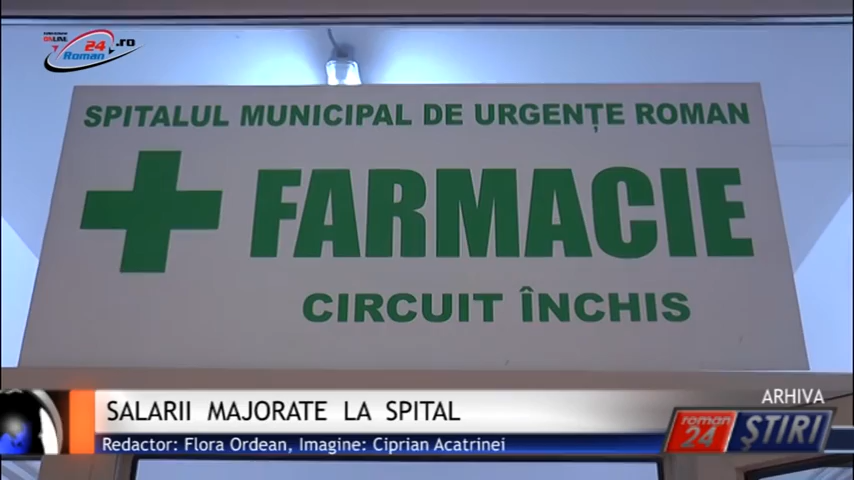 ONLINE
24 .ro
Roman
SPITALUL MUNICIPAL DE URGENȚE ROMAN
FARMACIE
CIRCUIT ÎNCHIS
ARHIVA
SALARII MAJORATE LA SPITAL
Redactor: Flora Ordean, Imagine: Ciprian Acatrinei
roman
24 ȘTIRI